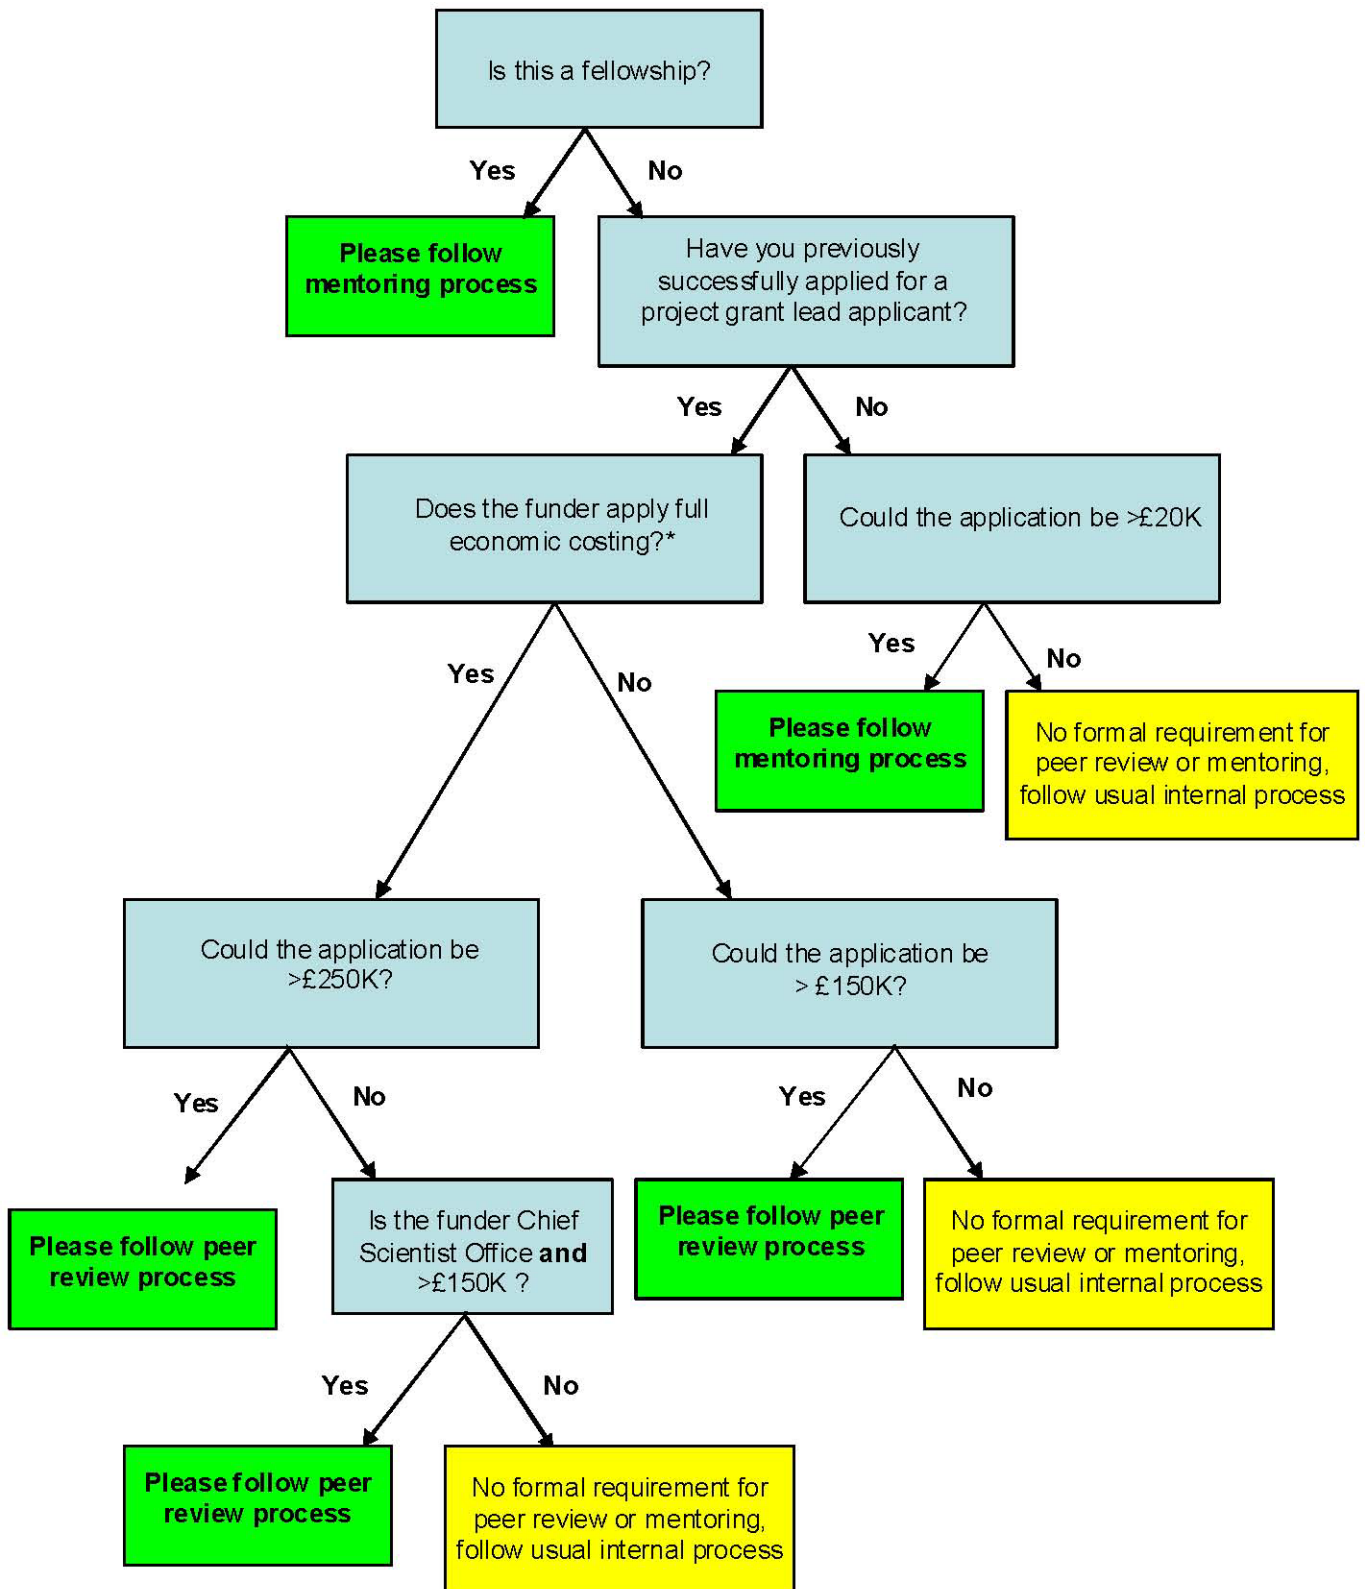 Is this a fellowship?
Yes
No
Please follow
mentoring process
Have you previously
successfully applied for a
project grant lead applicant?
Yes
No
Does the funder apply full
economic costing?*
Could the application be >£20K
Yes
No
Yes
No
Please follow
mentoring process
No formal requirement for
peer review or mentoring,
follow usual internal process
Could the application be
>£250K?
Could the application be
> £150K?
Yes
No
Yes
No
Please follow peer
review process
Is the funder Chief
Scientist Office and
>£150K ?
Please follow peer
review process
No formal requirement for
peer review or mentoring,
follow usual internal process
Yes
No
Please follow peer
review process
No formal requirement for
peer review or mentoring,
follow usual internal process